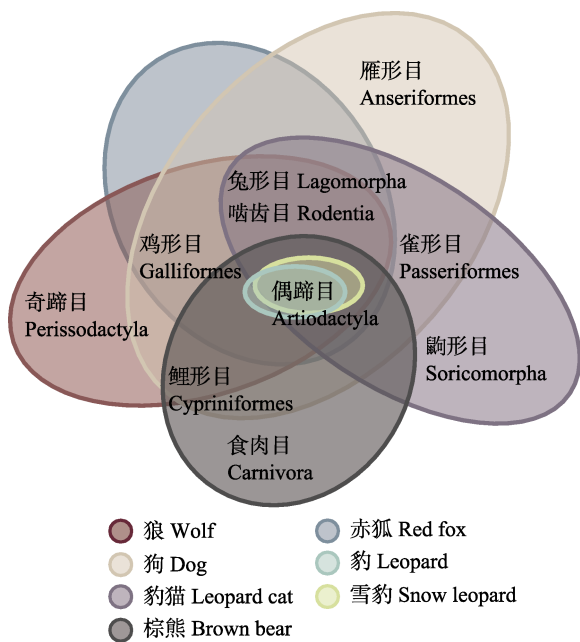 雁形目
Anseriformes
兔形目 Lagomorpha
啮齿目 Rodentia
鸡形目
Galliformes
雀形目
Passeriformes
奇蹄目
Perissodactyla
偶蹄目
Artiodactyla
鼩形目
Soricomorpha
鲤形目
Cypriniformes
食肉目
Carnivora
狼 Wolf
赤狐 Red fox
狗 Dog
豹 Leopard
豹猫 Leopard cat
雪豹 Snow leopard
棕熊 Brown bear